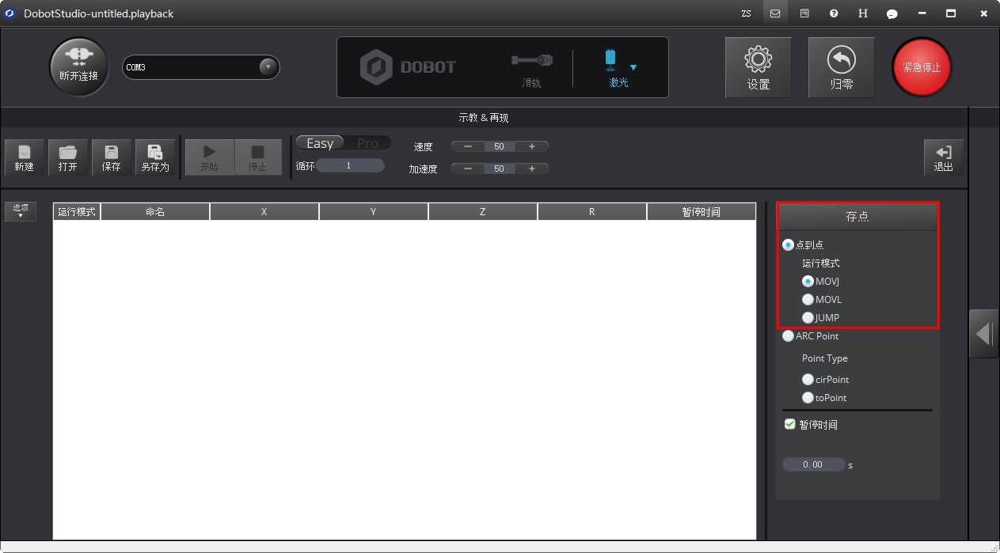 DobotStudio-untitled.playback
ZS
H
断开连接
COM3
DOBOT
滑轨
激光
设置
归零
紧急停止
示教 & 再现
新建
打开
保存
另存为
开始
停止
Easy
Pro
循环
1
速度
50
加速度
50
退出
选项
运行模式
命名
X
Y
Z
R
暂停时间
存点
点到点
运行模式
MOVJ
MOVL
JUMP
ARC Point
Point Type
cirPoint
toPoint
暂停时间
0.00 s